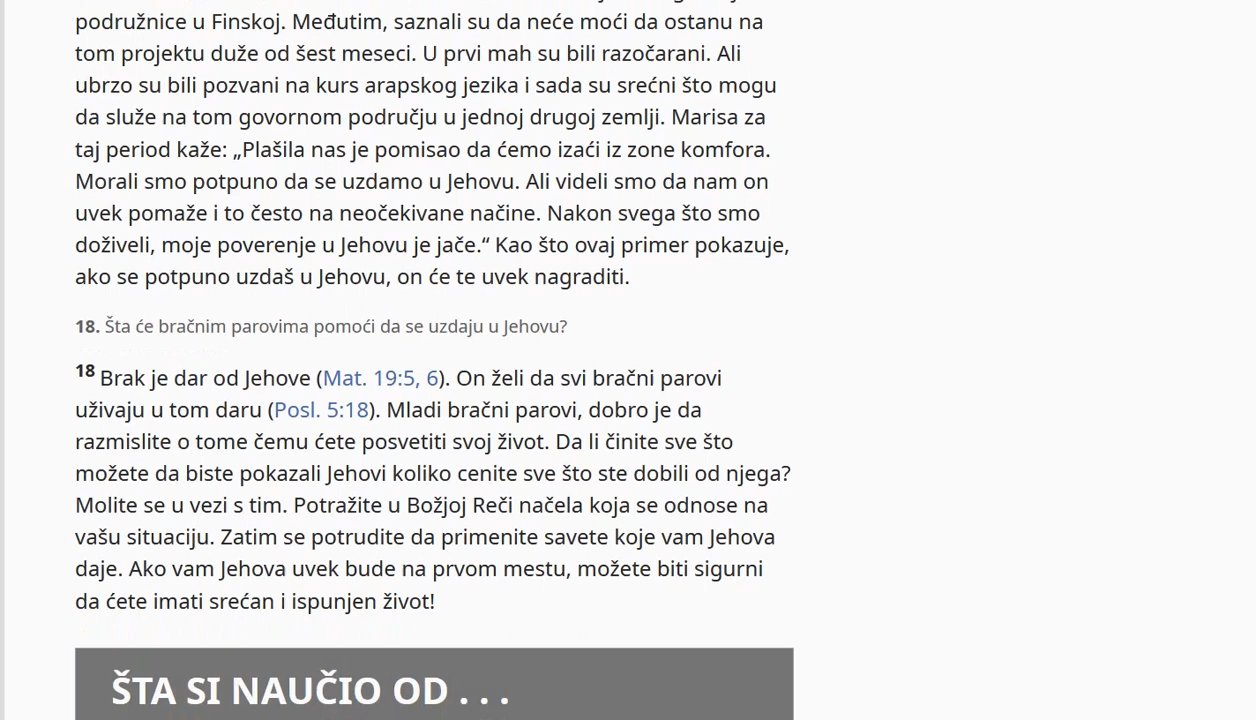 podružnice u Finskoj. Međutim, saznali su da neće moći da ostanu na
tom projektu duže od šest meseci. U prvi mah su bili razočarani. Ali
ubrzo su bili pozvani na kurs arapskog jezika i sada su srećni što mogu
da služe na tom govornom području u jednoj drugoj zemlji. Marisa za
taj period kaže: „Plašila nas je pomisao da ćemo izaći iz zone komfora.
Morali smo potpuno da se uzdamo u Jehovu. Ali videli smo da nam on
uvek pomaže i to često na neočekivane načine. Nakon svega što smo
doživeli, moje poverenje u Jehovu je jače.“ Kao što ovaj primer pokazuje,
ako se potpuno uzdaš u Jehovu, on će te uvek nagraditi.
18. Šta će bračnim parovima pomoći da se uzdaju u Jehovu?
18 Brak je dar od Jehove (Mat. 19:5, 6). On želi da svi bračni parovi
uživaju u tom daru (Posl. 5:18). Mladi bračni parovi, dobro je da
razmislite o tome čemu ćete posvetiti svoj život. Da li činite sve što
možete da biste pokazali Jehovi koliko cenite sve što ste dobili od njega?
Molite se u vezi s tim. Potražite u Božjoj Reči načela koja se odnose na
vašu situaciju. Zatim se potrudite da primenite savete koje vam Jehova
daje. Ako vam Jehova uvek bude na prvom mestu, možete biti sigurni
da ćete imati srećan i ispunjen život!
ŠTA SI NAUČIO OD . . .